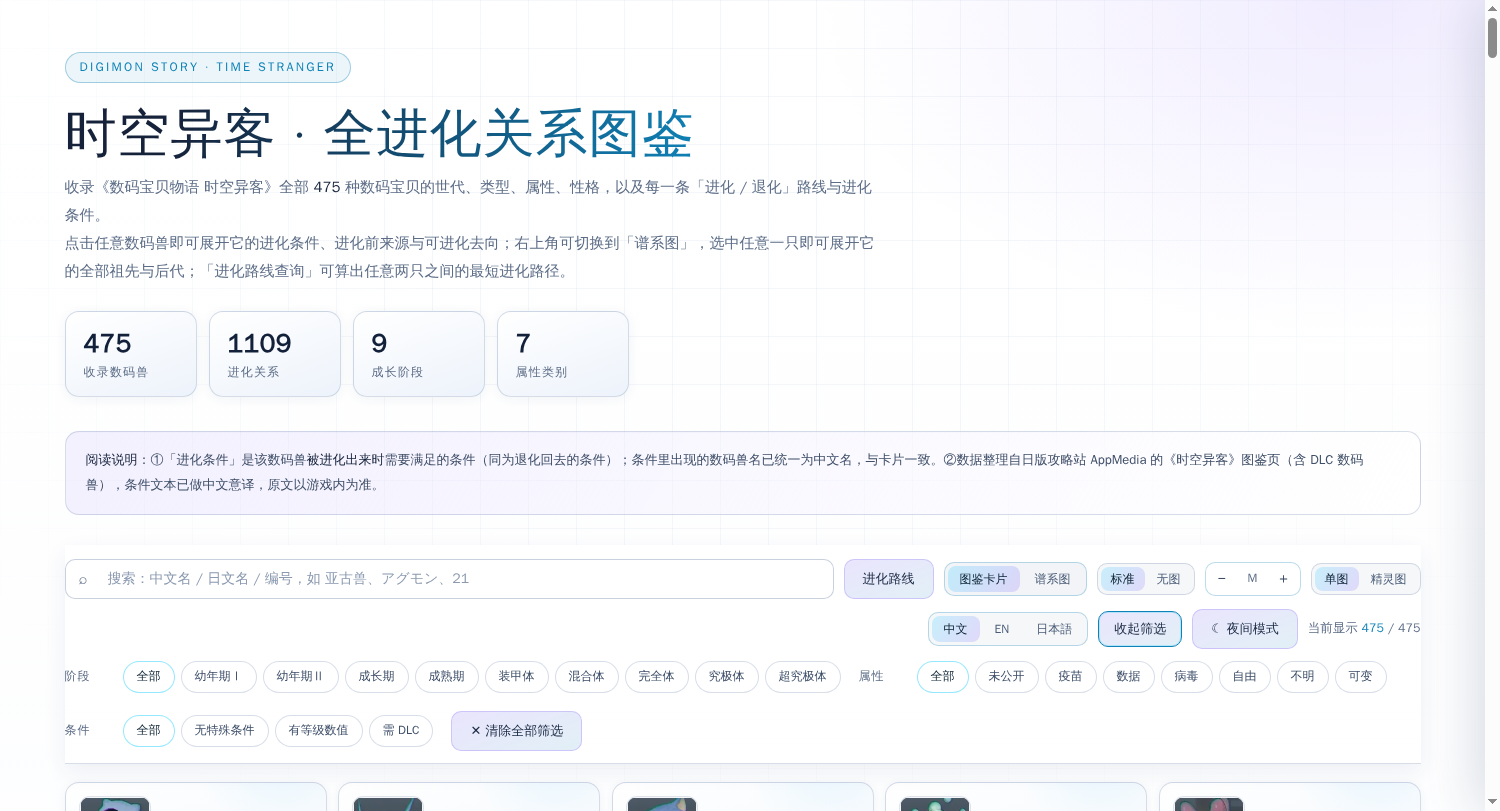 DIGIMON STORY · TIME STRANGER
时空异客 · 全进化关系图鉴
收录《数码宝贝物语 时空异客》全部 475 种数码宝贝的世代、类型、属性、性格，以及每一条「进化 / 退化」路线与进化
条件。
点击任意数码兽即可展开它的进化条件、进化前来源与可进化去向；右上角可切换到「谱系图」，选中任意一只即可展开它
的全部祖先与后代；「进化路线查询」可算出任意两只之间的最短进化路径。
475 1109 9 7
收录数码兽 进化关系 成长阶段 属性类别
阅读说明：①「进化条件」是该数码兽被进化出来时需要满足的条件（同为退化回去的条件）；条件里出现的数码兽名已统一为中文名，与卡片一致。②数据整理自日版攻略站 AppMedia 的《时空异客》图鉴页（含 DLC 数码
兽），条件文本已做中文意译，原文以游戏内为准。
⌕ 搜索：中文名 / 日文名 / 编号，如 亚古兽、アグモン、21 进化路线 图鉴卡片 谱系图 标准 无图 − M + 单图 精灵图
中文 EN 日本語 收起筛选 ☾ 夜间模式 当前显示 475 / 475
阶段 全部 幼年期Ⅰ 幼年期Ⅱ 成长期 成熟期 装甲体 混合体 完全体 究极体 超究极体 属性 全部 未公开 疫苗 数据 病毒 自由 不明 可变
条件 全部 无特殊条件 有等级数值 需 DLC ✕ 清除全部筛选